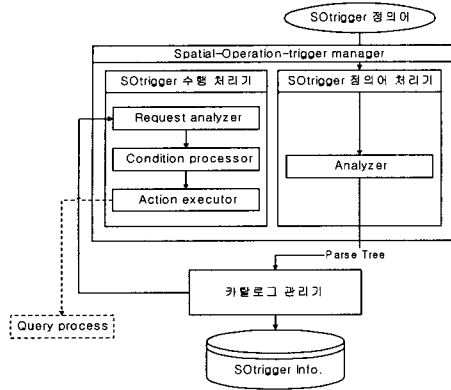 SOtrigger 정의어
Spatial-Operation-trigger manager
SOtrigger 수행 처리기
SOtrigger 정의어 처리기
Request analyzer
Condition processor
Analyzer
Action executor
Parse Tree
카탈로그 관리기
Query process
SOtrigger Info.